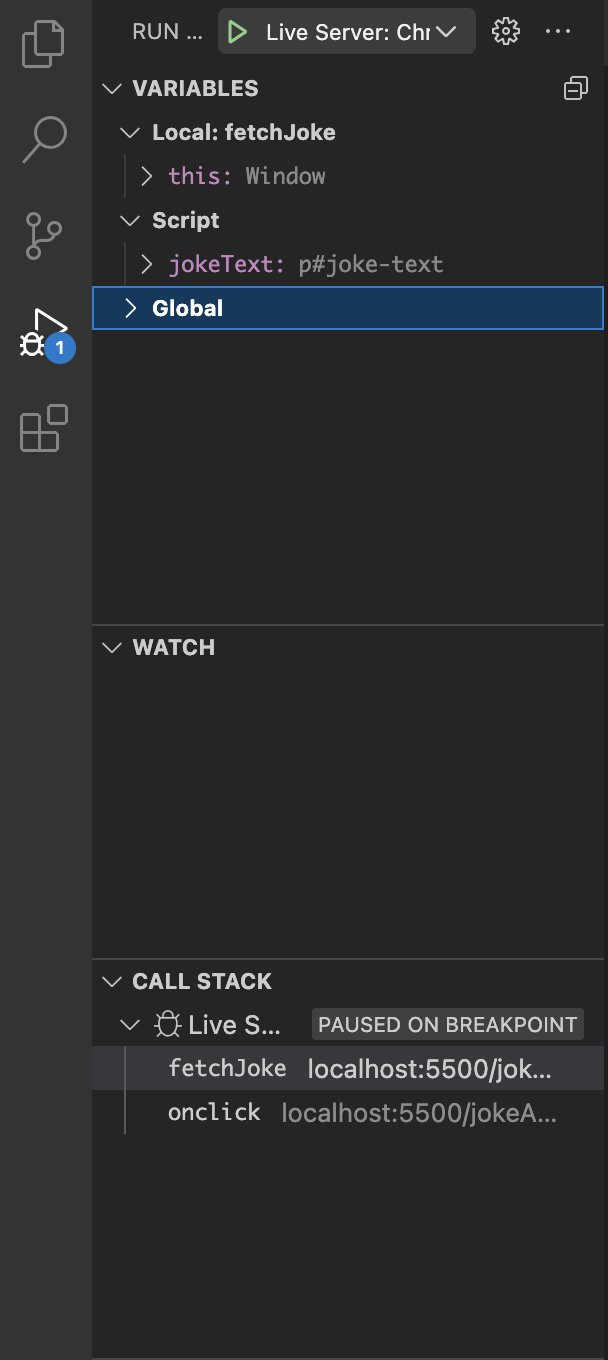 RUN ...
Live Server: Chr
VARIABLES
Local: fetchJoke
this: Window
Script
jokeText: p#joke-text
Global
1
WATCH
CALL STACK
Live S... PAUSED ON BREAKPOINT
fetchJoke localhost:5500/jok...
onclick localhost:5500/jokeA...